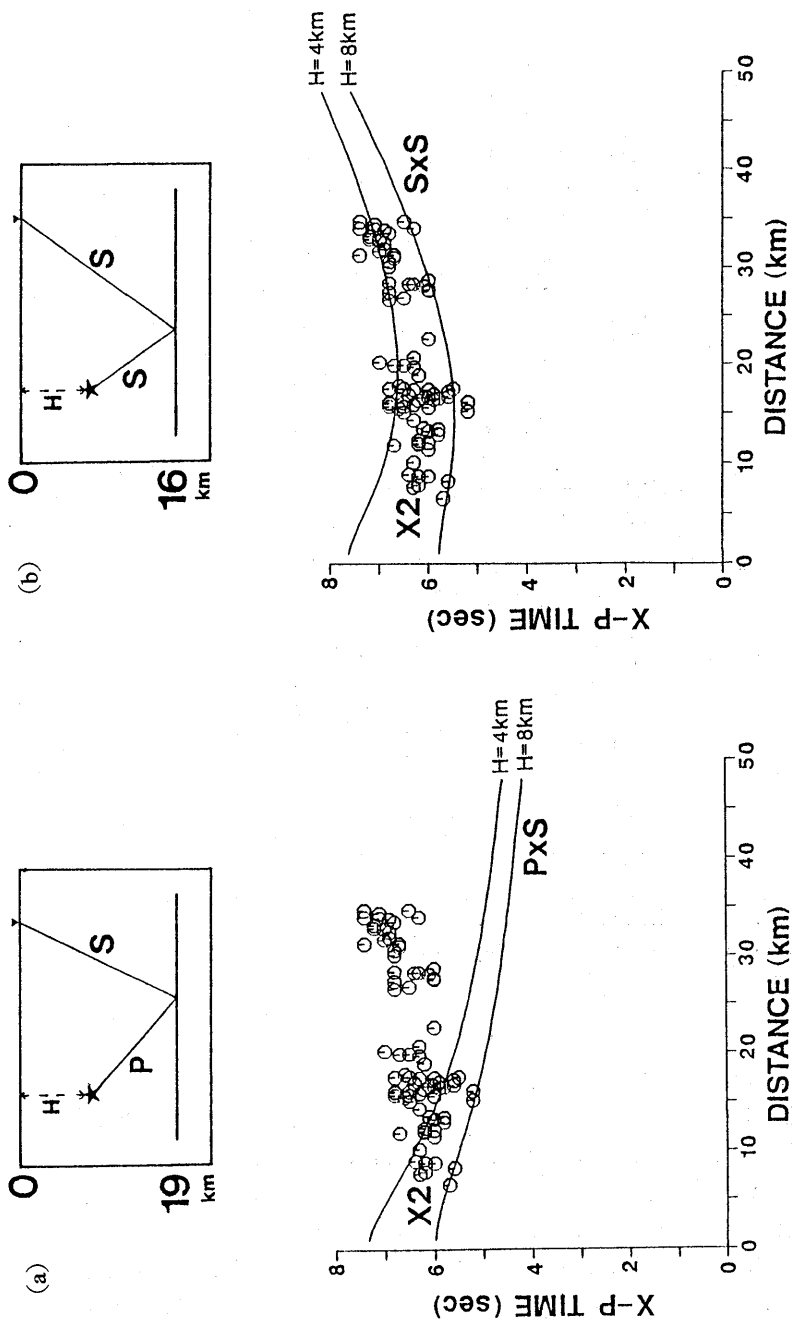 (a)
0
H
P
S
19
km
8
6
4
2
0
X-P TIME (sec)
X2
PxS
H=4km
H=8km
0
10
20
30
40
50
DISTANCE (km)
(b)
0
H
S
S
16
km
8
6
4
2
0
X-P TIME (sec)
X2
SxS
H=4km
H=8km
0
10
20
30
40
50
DISTANCE (km)